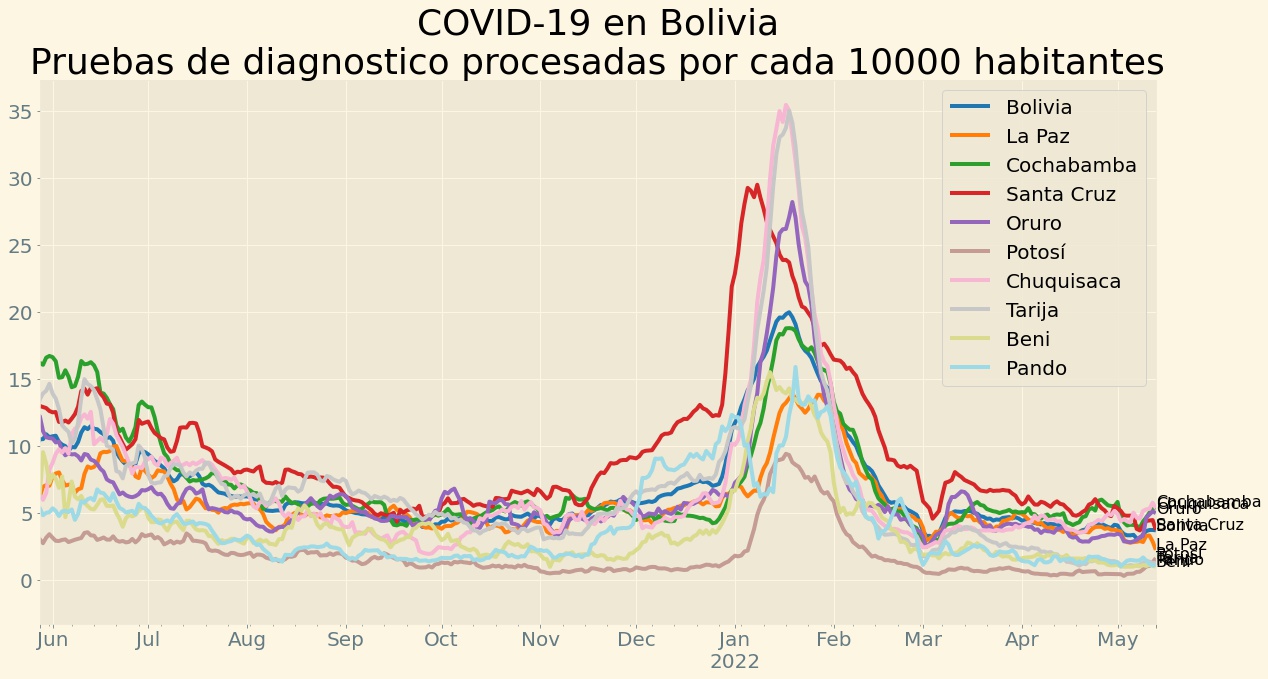 COVID-19 en Bolivia
Pruebas de diagnostico procesadas por cada 10000 habitantes
35
30
25
20
15
10
5
0
Bolivia
La Paz
Cochabamba
Santa Cruz
Oruro
Potosí
Chuquisaca
Tarija
Beni
Pando
Cochabamba
Chuquisaca
Oruro
Santa Cruz
Bolivia
La Paz
Potosí
Beni
Jun
Jul
Aug
Sep
Oct
Nov
Dec
Jan
2022
Feb
Mar
Apr
May